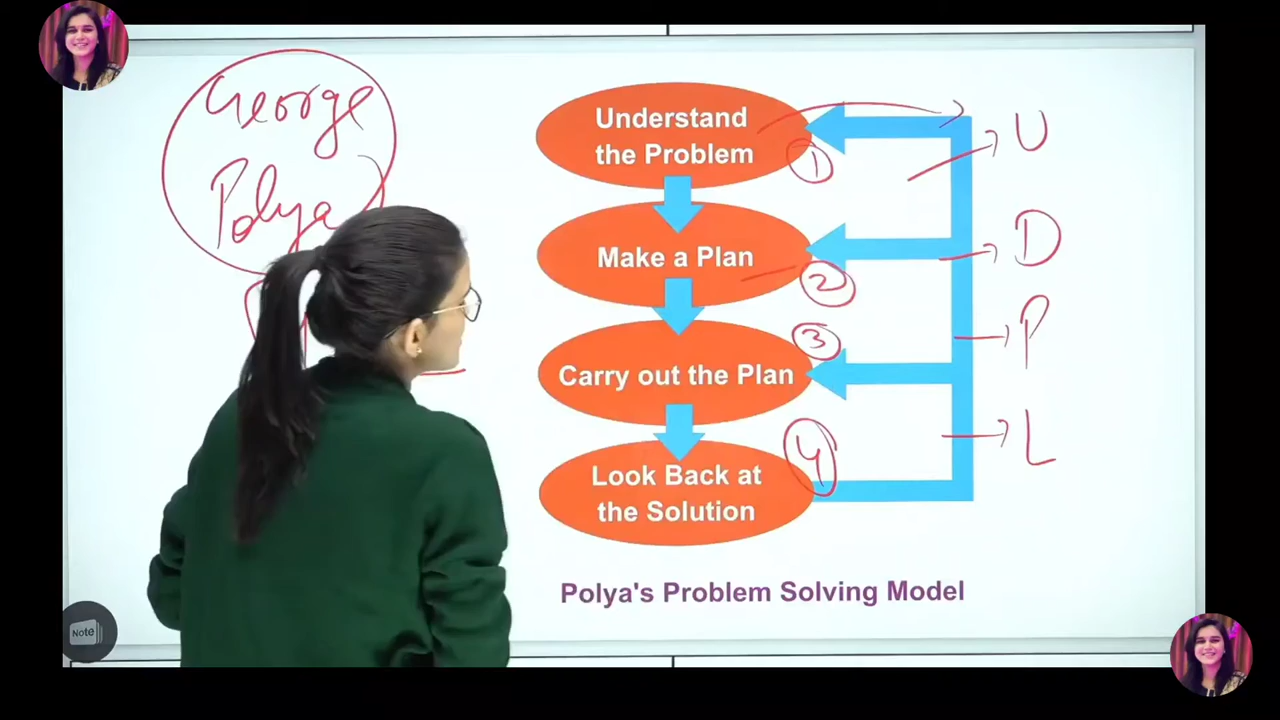 George
Polya
Understand
the Problem
1
U
Make a Plan
2
D
3
Carry out the Plan
P
4
Look Back at
the Solution
L
Polya's Problem Solving Model
Note